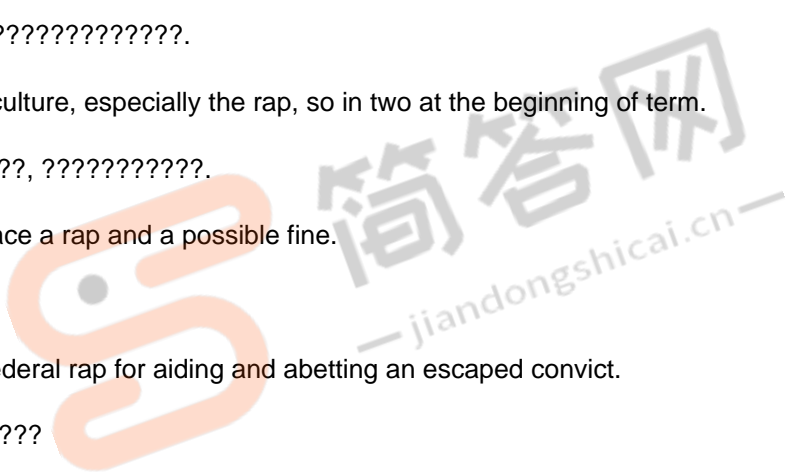 ?????????????.
culture, especially the rap, so in two at the beginning of term.
??, ???????????.
ace a rap and a possible fine.
简答网
jiandongshicai.cn
ederal rap for aiding and abetting an escaped convict.
???